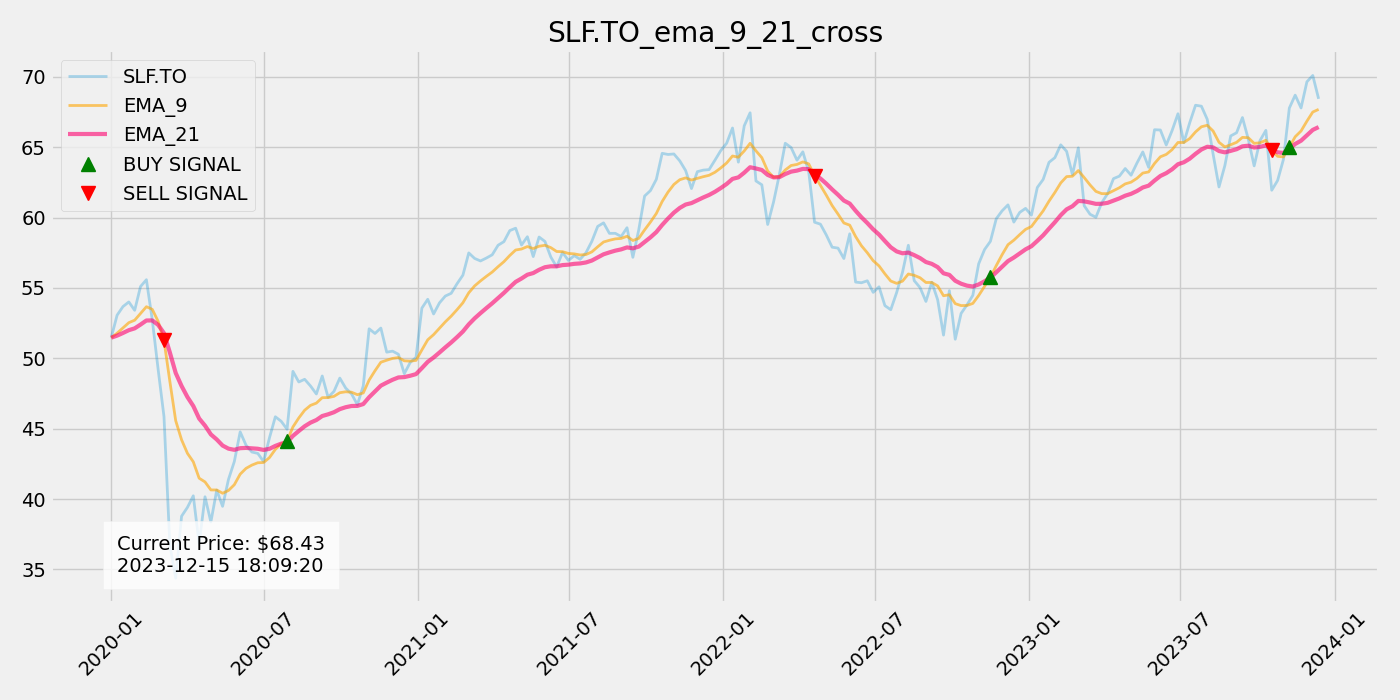 SLF.TO_ema_9_21_cross
SLF.TO
EMA_9
EMA_21
BUY SIGNAL
SELL SIGNAL
70
65
60
55
50
45
40
35
Current Price: $68.43
2023-12-15 18:09:20
2020-01
2020-07
2021-01
2021-07
2022-01
2022-07
2023-01
2023-07
2024-01